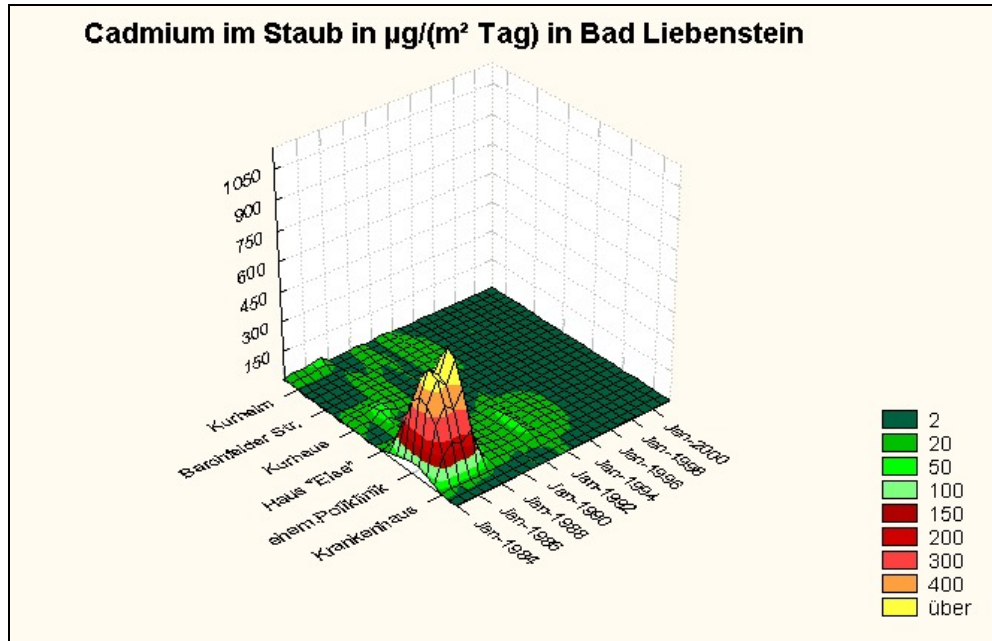 Cadmium im Staub in µg/(m² Tag) in Bad Liebenstein
1050
900
750
600
450
300
150
Kurheim
Barchfelder Str.
Kurhaus
Haus "Else"
ehem.Poliklinik
Krankenhaus
Jan-1984
Jan-1986
Jan-1988
Jan-1990
Jan-1992
Jan-1994
Jan-1996
Jan-1998
Jan-2000
2
20
50
100
150
200
300
400
über